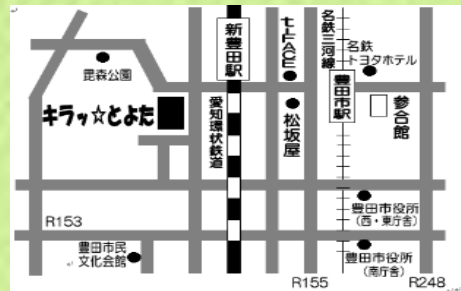 新豊田駅
t-FACE
名鉄三河線
名鉄
トヨタホテル
毘森公園
豊田市駅
キラッ☆とよた
愛知環状鉄道
松坂屋
参合館
R153
豊田市役所
(西・東庁舎)
豊田市民
文化会館
豊田市役所
(南庁舎)
R155
R248